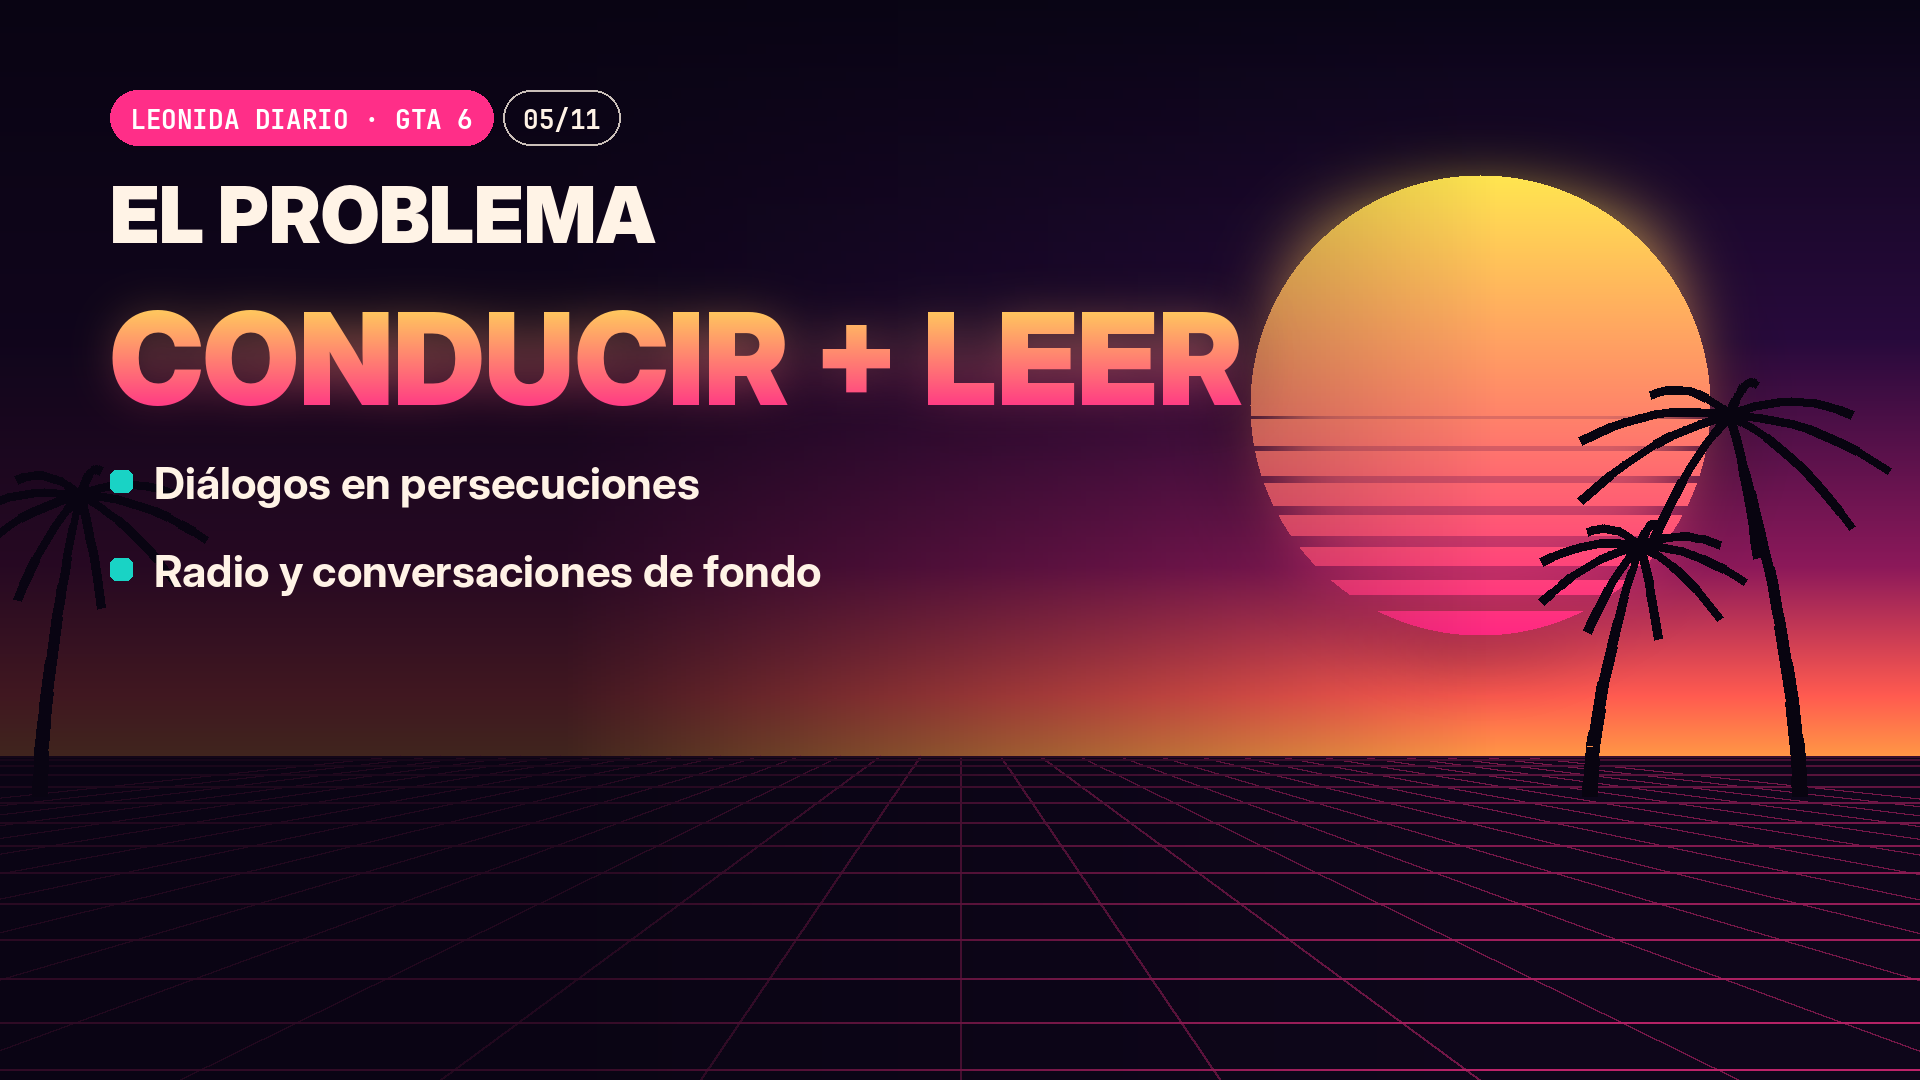 LEONIDA DIARIO · GTA 6 05/11
EL PROBLEMA
CONDUCIR + LEER
Diálogos en persecuciones
Radio y conversaciones de fondo